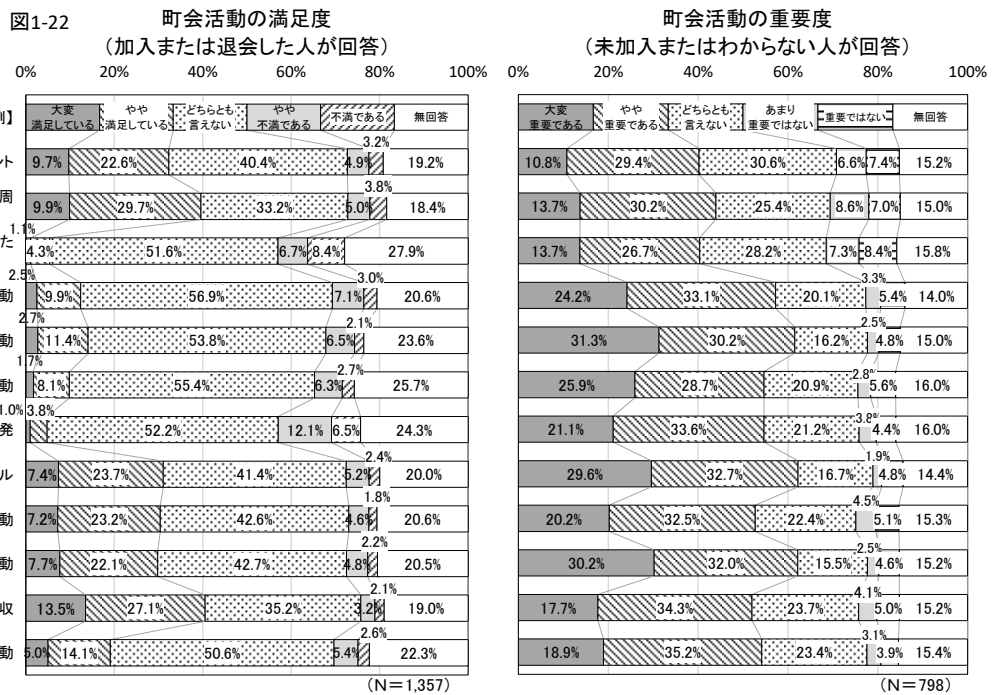 図1-22
町会活動の満足度
（加入または退会した人が回答）
0% 20% 40% 60% 80% 100%
別】 大変満足している やや満足している どちらとも言えない やや不満である 不満である 無回答
ント 9.7% 22.6% 40.4% 4.9% 3.2% 19.2%
周 9.9% 29.7% 33.2% 5.0% 3.8% 18.4%
た 1.1% 4.3% 51.6% 6.7% 8.4% 27.9%
動 2.5% 9.9% 56.9% 7.1% 3.0% 20.6%
動 2.7% 11.4% 53.8% 6.5% 2.1% 23.6%
動 1.7% 8.1% 55.4% 6.3% 2.7% 25.7%
発 1.0% 3.8% 52.2% 12.1% 6.5% 24.3%
ル 7.4% 23.7% 41.4% 5.2% 2.4% 20.0%
動 7.2% 23.2% 42.6% 4.6% 1.8% 20.6%
動 7.7% 22.1% 42.7% 4.8% 2.2% 20.5%
収 13.5% 27.1% 35.2% 3.2% 2.1% 19.0%
動 5.0% 14.1% 50.6% 5.4% 2.6% 22.3%
（N＝1,357）
町会活動の重要度
（未加入またはわからない人が回答）
0% 20% 40% 60% 80% 100%
大変重要である やや重要である どちらとも言えない あまり重要ではない 重要ではない 無回答
10.8% 29.4% 30.6% 6.6% 7.4% 15.2%
13.7% 30.2% 25.4% 8.6% 7.0% 15.0%
13.7% 26.7% 28.2% 7.3% 8.4% 15.8%
24.2% 33.1% 20.1% 3.3% 5.4% 14.0%
31.3% 30.2% 16.2% 2.5% 4.8% 15.0%
25.9% 28.7% 20.9% 2.8% 5.6% 16.0%
21.1% 33.6% 21.2% 3.8% 4.4% 16.0%
29.6% 32.7% 16.7% 1.9% 4.8% 14.4%
20.2% 32.5% 22.4% 4.5% 5.1% 15.3%
30.2% 32.0% 15.5% 2.5% 4.6% 15.2%
17.7% 34.3% 23.7% 4.1% 5.0% 15.2%
18.9% 35.2% 23.4% 3.1% 3.9% 15.4%
（N＝798）